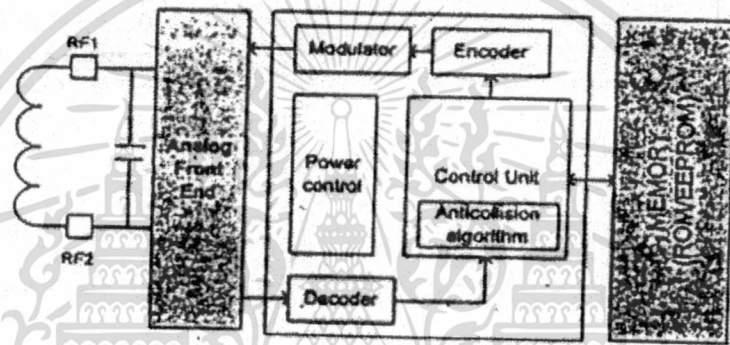 RF1
RF2
Analog
Front
End
Modulator
Encoder
Power
control
Control Unit
Anticollision
algorithm
Decoder
MEMORY
(ROM/EEPROM)